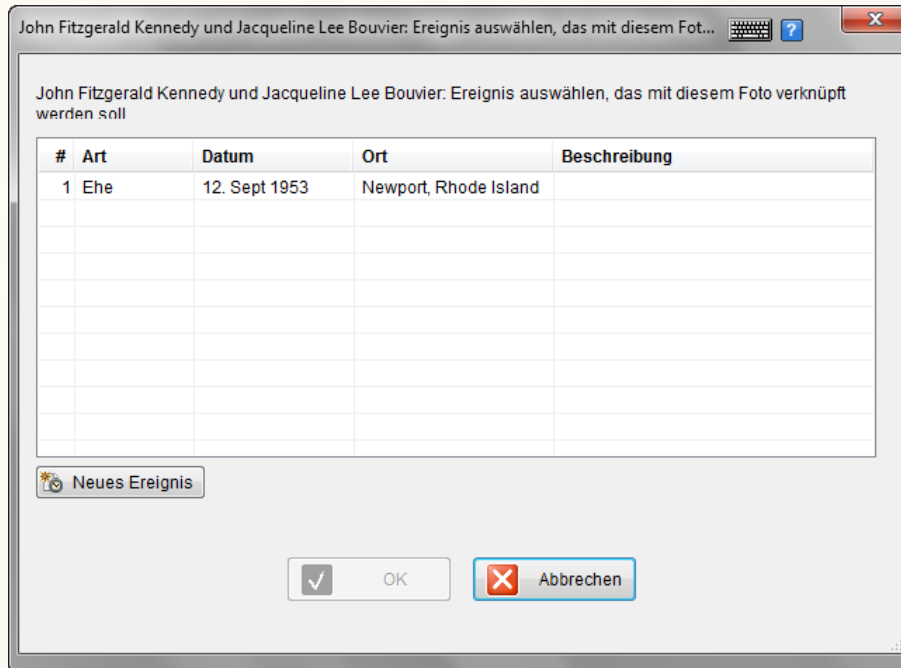 John Fitzgerald Kennedy und Jacqueline Lee Bouvier: Ereignis auswählen, das mit diesem Fot...
John Fitzgerald Kennedy und Jacqueline Lee Bouvier: Ereignis auswählen, das mit diesem Foto verknüpft
werden soll
# Art Datum Ort Beschreibung
1 Ehe 12. Sept 1953 Newport, Rhode Island
Neues Ereignis
OK Abbrechen